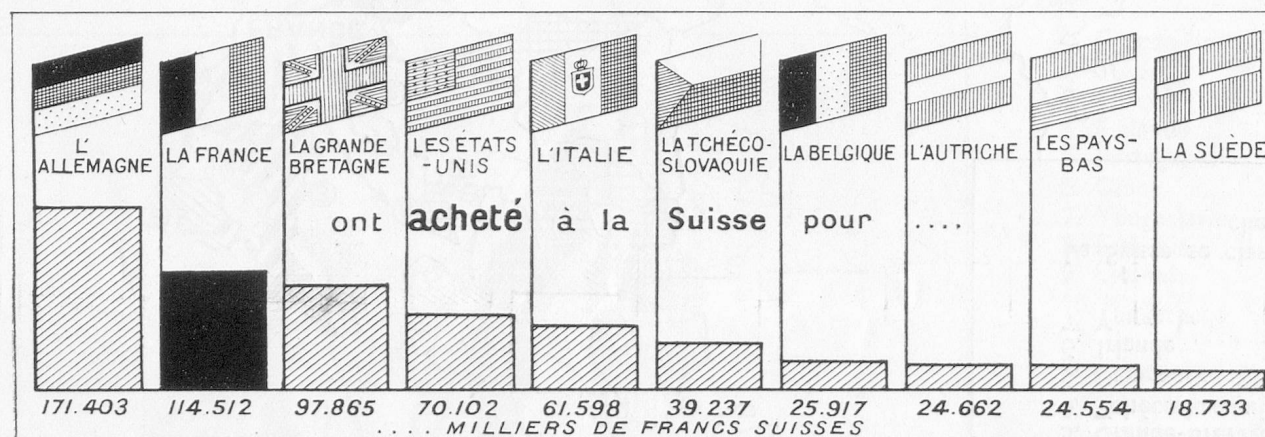 L'ALLEMAGNE
LA FRANCE
LA GRANDE BRETAGNE
LES ÉTATS-UNIS
L'ITALIE
LA TCHÉCO-SLOVAQUIE
LA BELGIQUE
L'AUTRICHE
LES PAYS-BAS
LA SUÈDE
ont acheté à la Suisse pour ....
171.403 114.512 97.865 70.102 61.598 39.237 25.917 24.662 24.554 18.733
.... MILLIERS DE FRANCS SUISSES